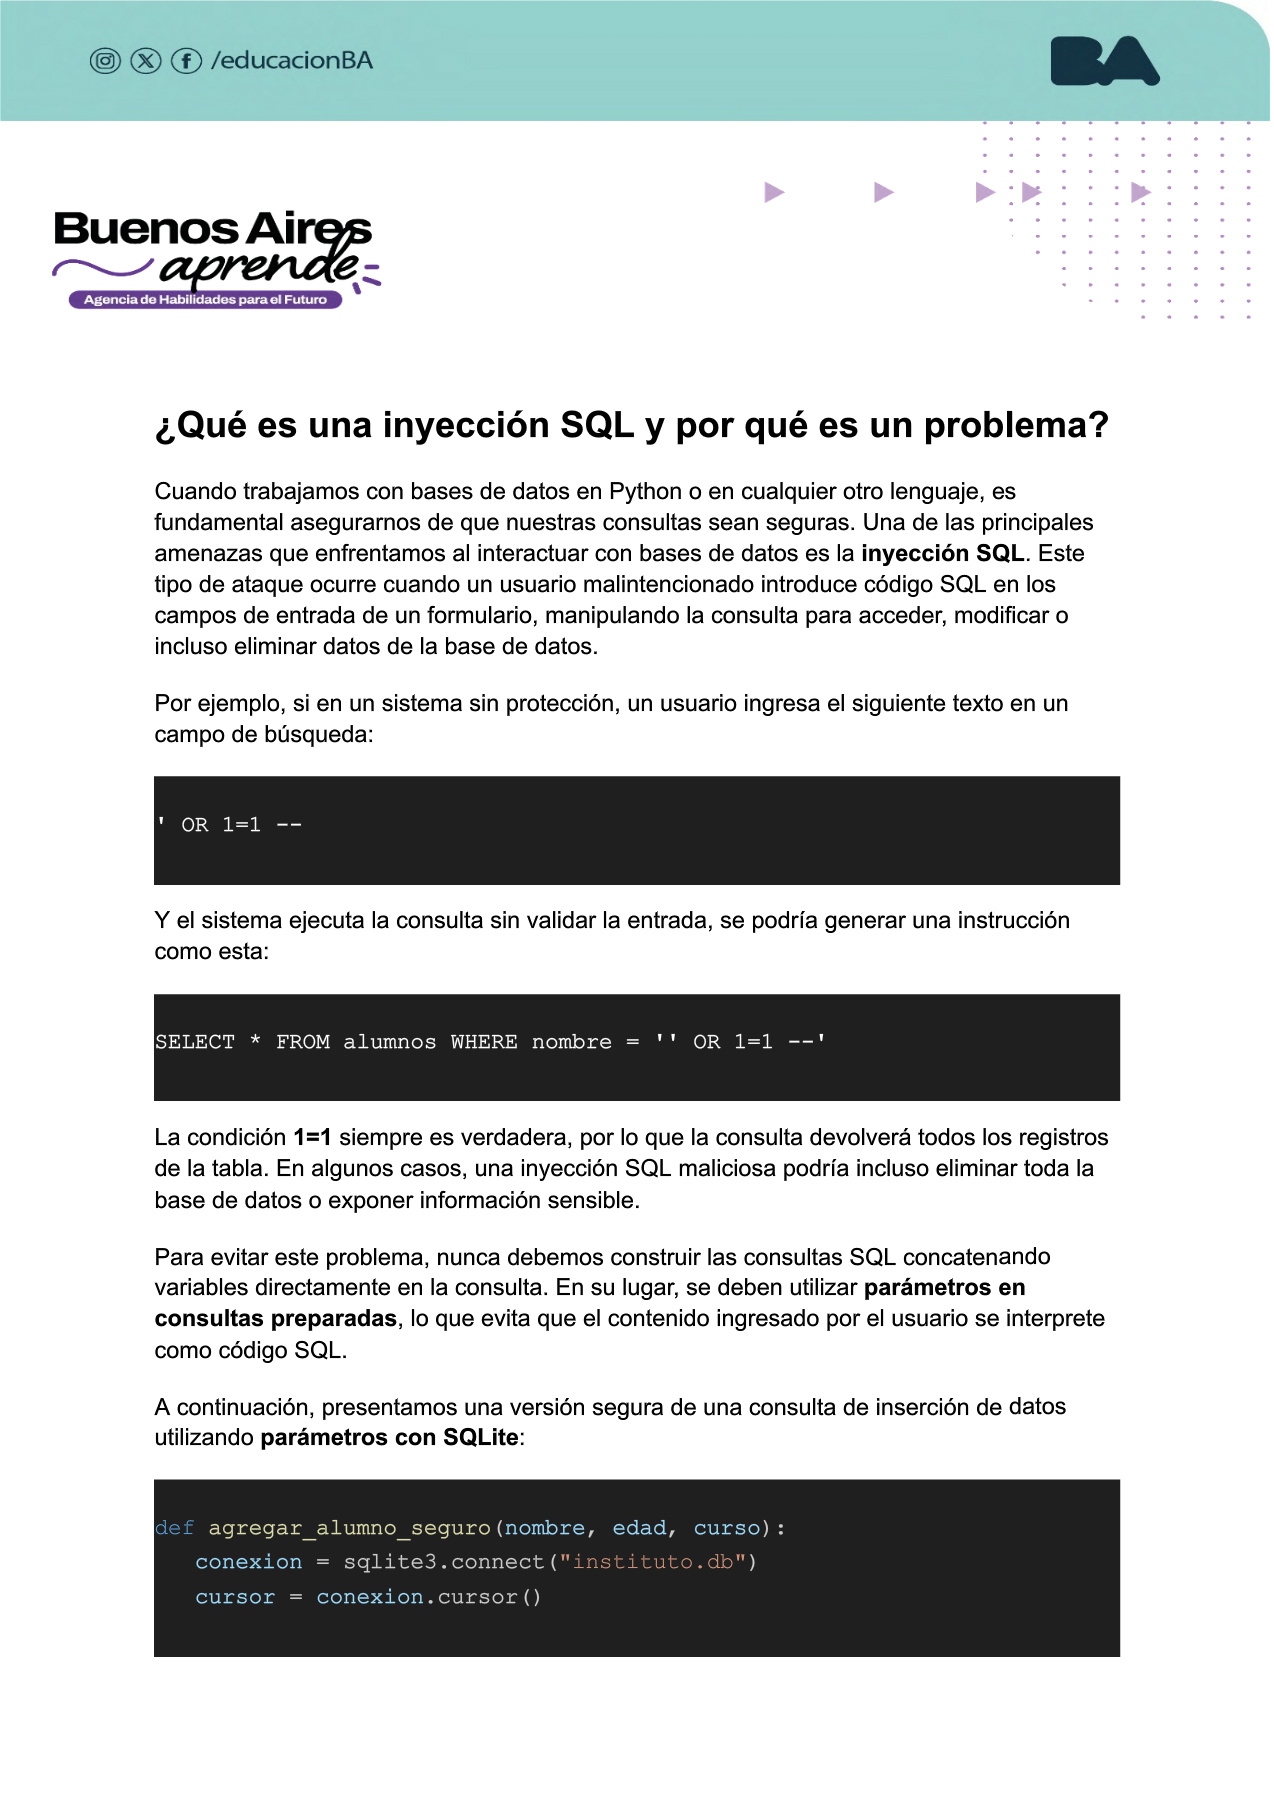 /educacionBA
BA
Buenos Aires
aprende
Agencia de Habilidades para el Futuro
¿Qué es una inyección SQL y por qué es un problema?
Cuando trabajamos con bases de datos en Python o en cualquier otro lenguaje, es
fundamental asegurarnos de que nuestras consultas sean seguras. Una de las principales
amenazas que enfrentamos al interactuar con bases de datos es la inyección SQL. Este
tipo de ataque ocurre cuando un usuario malintencionado introduce código SQL en los
campos de entrada de un formulario, manipulando la consulta para acceder, modificar o
incluso eliminar datos de la base de datos.
Por ejemplo, si en un sistema sin protección, un usuario ingresa el siguiente texto en un
campo de búsqueda:
' OR 1=1 --
Y el sistema ejecuta la consulta sin validar la entrada, se podría generar una instrucción
como esta:
SELECT * FROM alumnos WHERE nombre = '' OR 1=1 --'
La condición 1=1 siempre es verdadera, por lo que la consulta devolverá todos los registros
de la tabla. En algunos casos, una inyección SQL maliciosa podría incluso eliminar toda la
base de datos o exponer información sensible.
Para evitar este problema, nunca debemos construir las consultas SQL concatenando
variables directamente en la consulta. En su lugar, se deben utilizar parámetros en
consultas preparadas, lo que evita que el contenido ingresado por el usuario se interprete
como código SQL.
A continuación, presentamos una versión segura de una consulta de inserción de datos
utilizando parámetros con SQLite:
def agregar_alumno_seguro(nombre, edad, curso):
   conexion = sqlite3.connect("instituto.db")
   cursor = conexion.cursor()